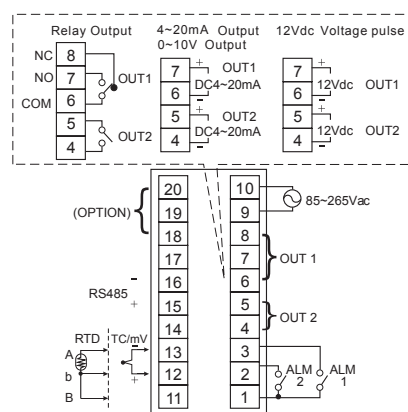 Relay Output
NC 8
NO 7 OUT1
COM 6
5
4 OUT2
4~20mA Output
0~10V Output
7 + OUT1
DC4~20mA
6 -
5 + OUT2
DC4~20mA
4 -
12Vdc Voltage pulse
7 +
12Vdc OUT1
6 -
5 +
12Vdc OUT2
4 -
20 10
(OPTION) 19 9 85~265Vac
18 8
17 7 OUT 1
- 16 6
RS485
+ 15 5
14 4 OUT 2
RTD TC/mV
A - 13 3
b + 12 2 ALM 2 ALM 1
B 11 1